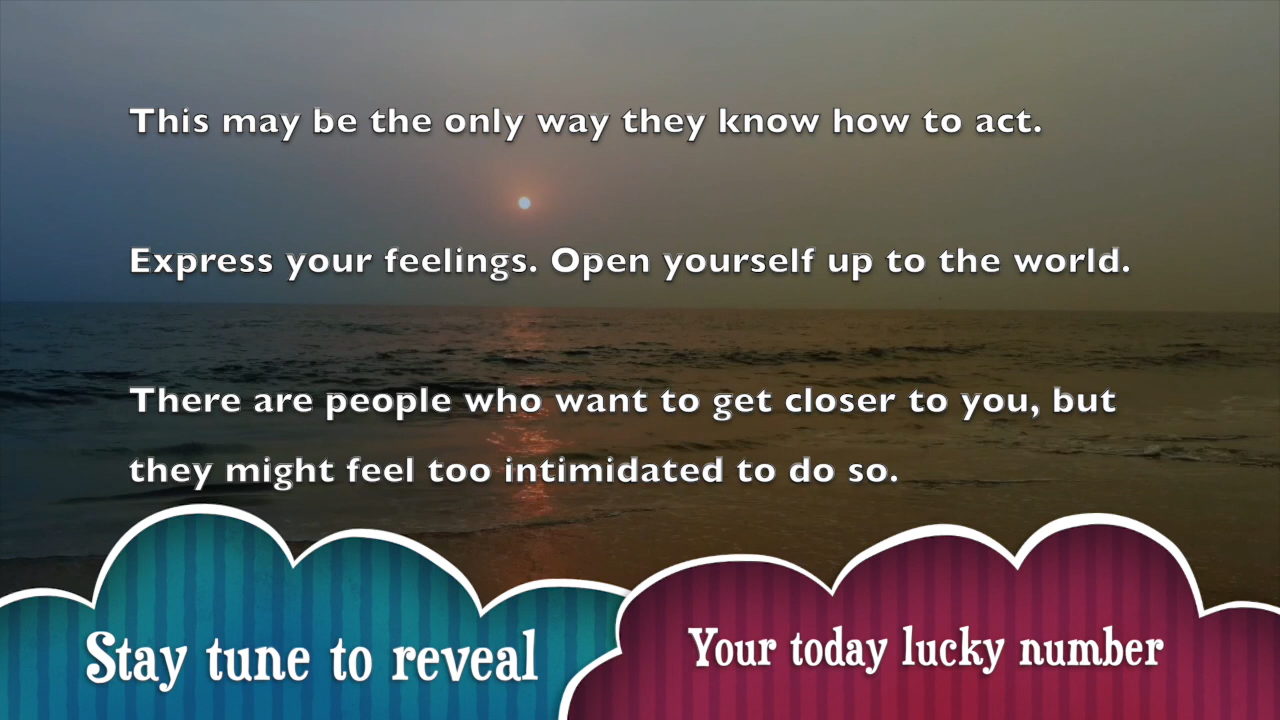 This may be the only way they know how to act.
Express your feelings. Open yourself up to the world.
There are people who want to get closer to you, but
they might feel too intimidated to do so.
Stay tune to reveal
Your today lucky number